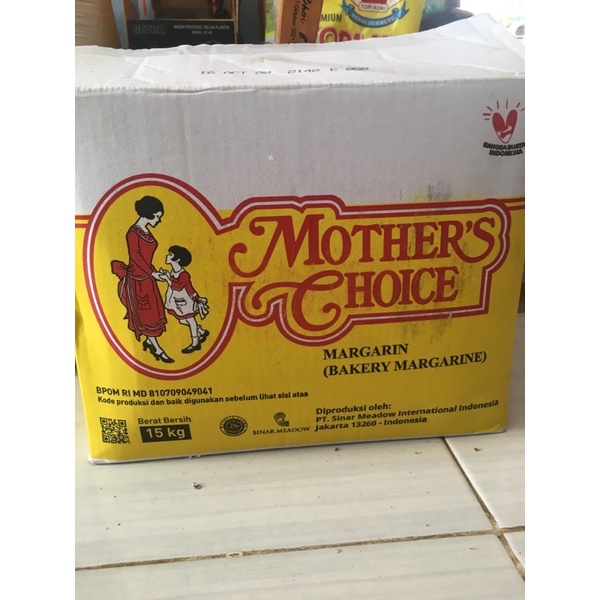 MOTHER'S
CHOICE
MARGARIN
(BAKERY MARGARINE)
BPOM RI MD 810709049041
Kode produksi dan baik digunakan sebelum lihat sisi atas
Berat Bersih
15 kg
SINAR MEADOW
Diproduksi oleh:
PT. Sinar Meadow International Indonesia
Jakarta 13260 - Indonesia
BANGGA BUATAN
INDONESIA